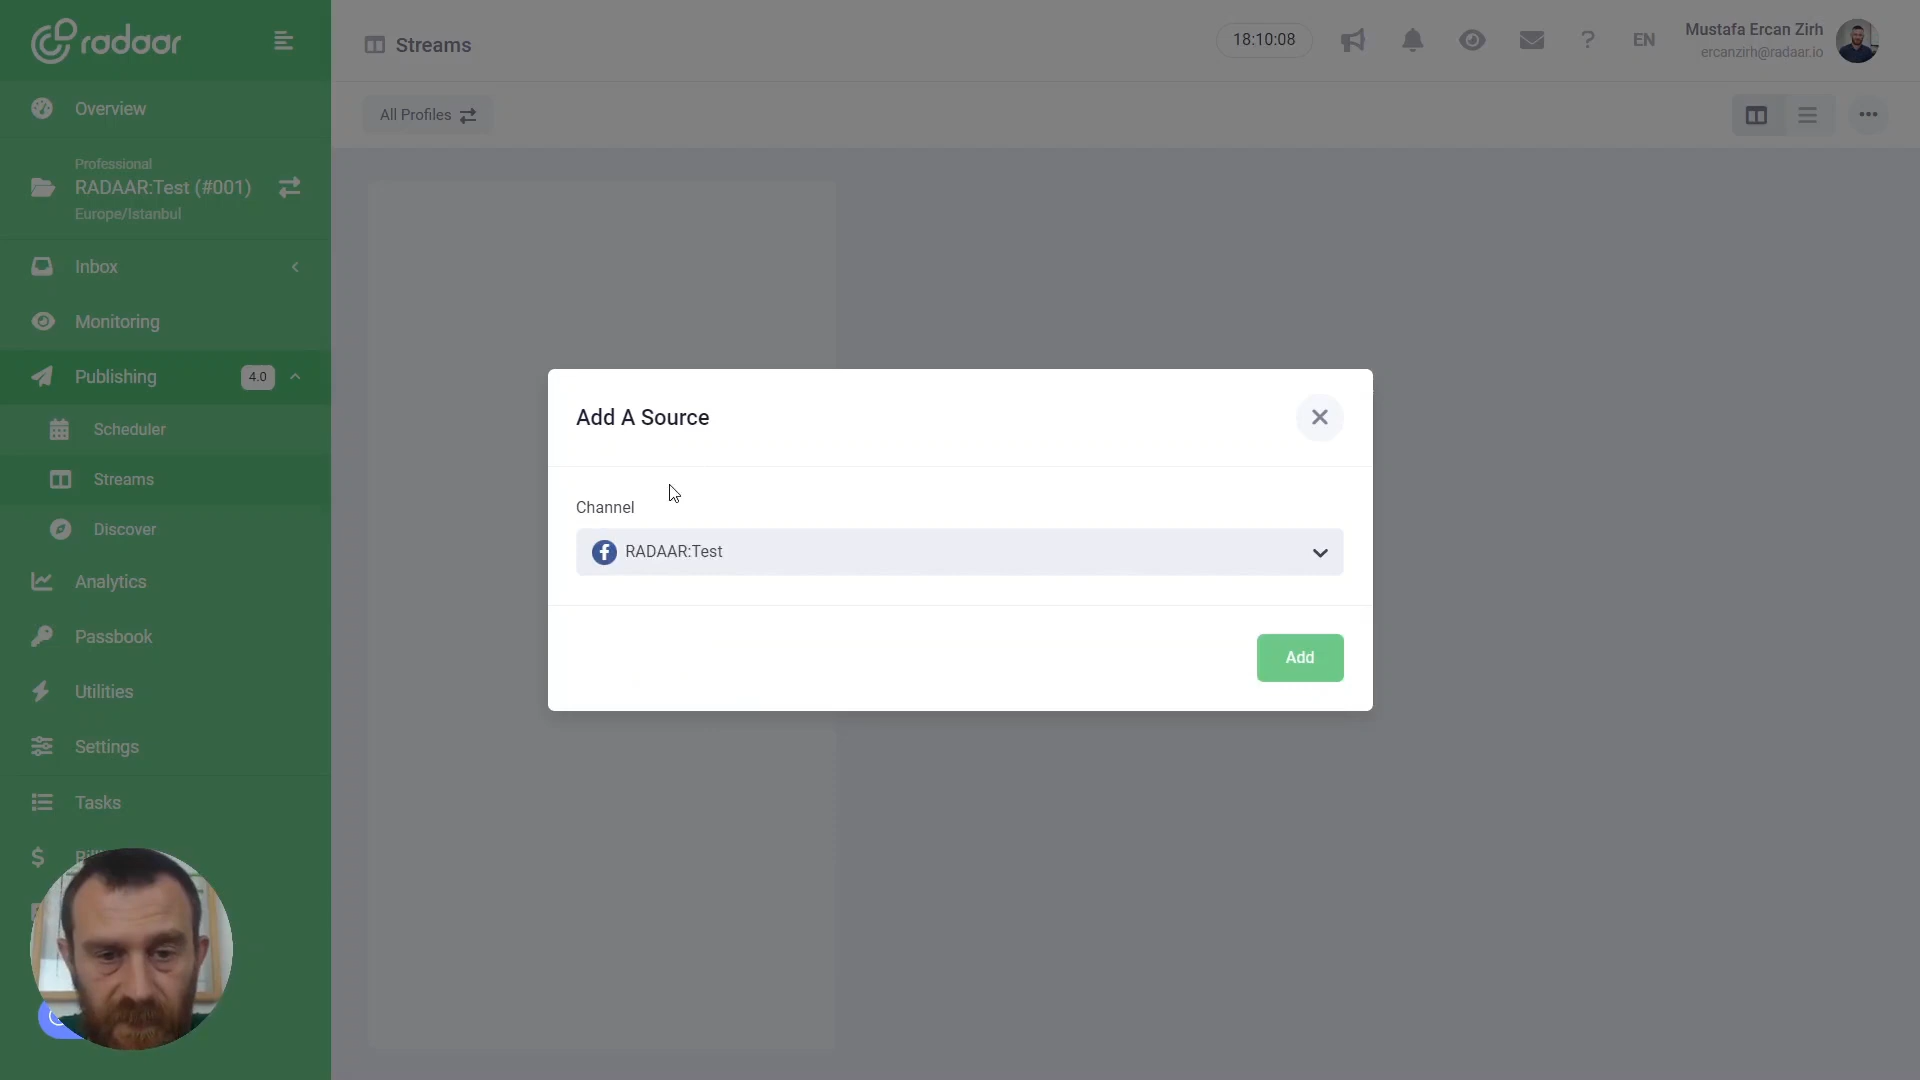 radaar
Overview
Professional
RADAAR:Test (#001)
Europe/Istanbul
Inbox
Monitoring
Publishing 4.0
Scheduler
Streams
Discover
Analytics
Passbook
Utilities
Settings
Tasks
Streams
18:10:08
?
EN
Mustafa Ercan Zirh
ercanzirh@radaar.io
All Profiles
Add A Source
Channel
RADAAR:Test
Add